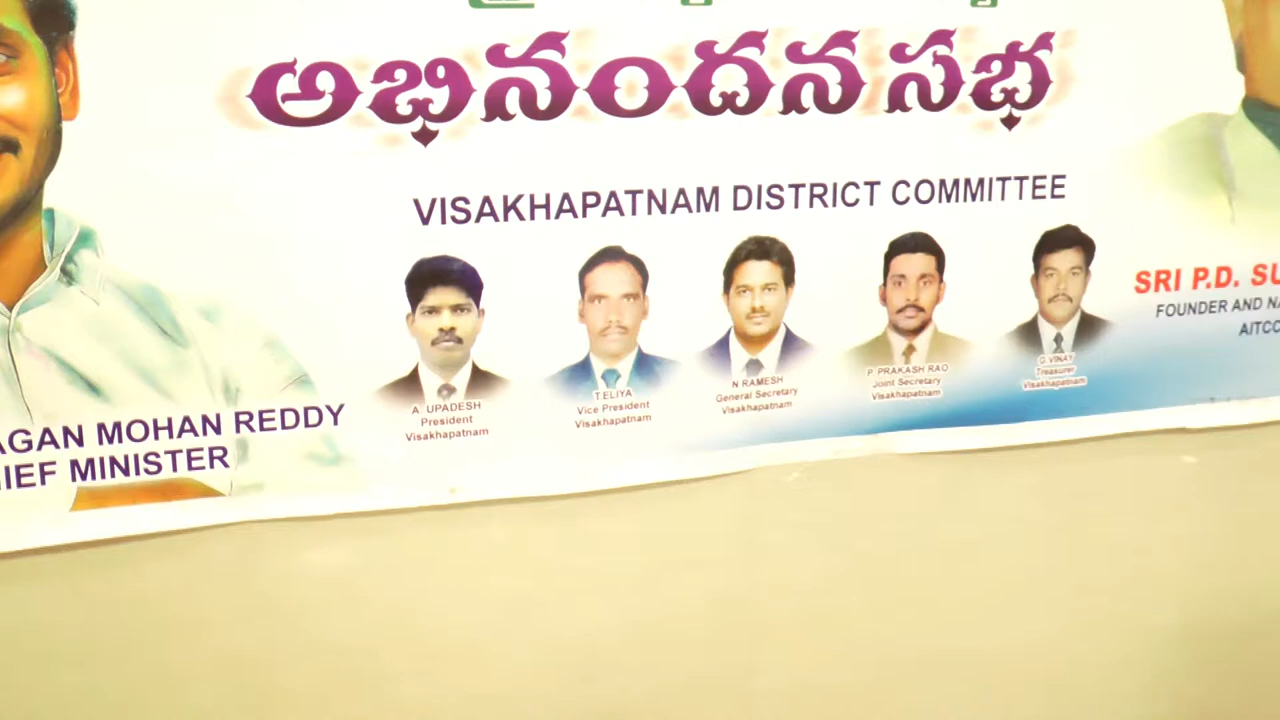 అభినందన సభ
VISAKHAPATNAM DISTRICT COMMITTEE
A. UPADESH
President
Visakhapatnam
T.ELIYA
Vice President
Visakhapatnam
N RAMESH
General Secretary
Visakhapatnam
P. PRAKASH RAO
Joint Secretary
Visakhapatnam
G.VINAY
Treasurer
Visakhapatnam
AGAN MOHAN REDDY
IEF MINISTER
SRI P.D. SU
FOUNDER AND NA
AITCC